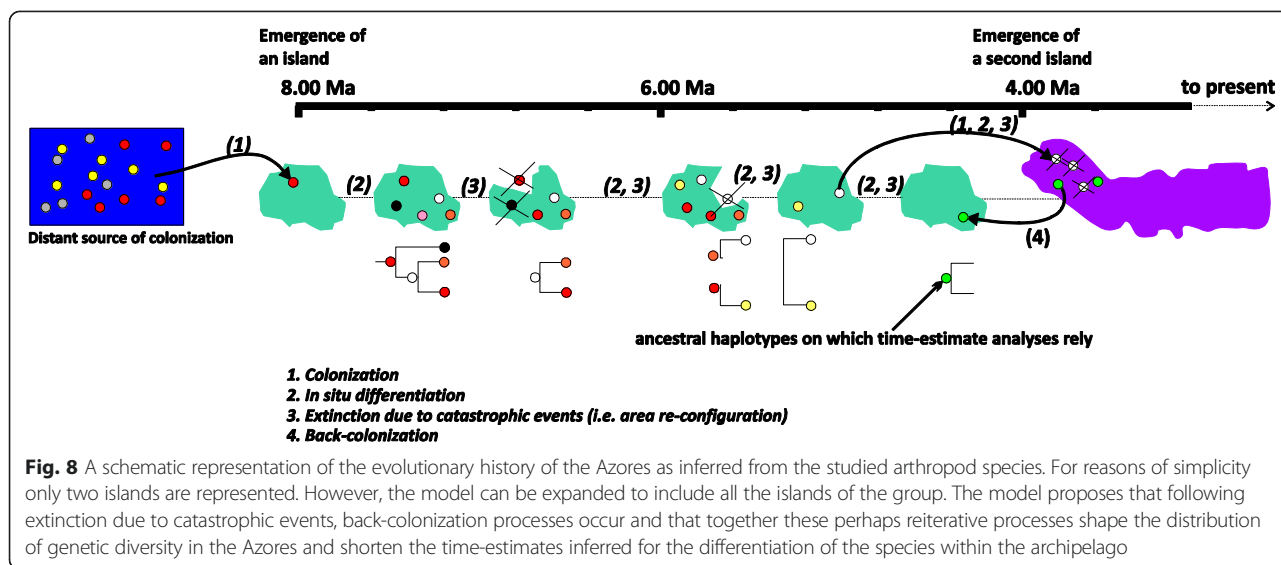 Emergence of
an island
Emergence of
a second island
8.00 Ma
6.00 Ma
4.00 Ma
to present
(1)
(2)
(3)
(2, 3)
(2, 3)
(1, 2, 3)
(2, 3)
(4)
Distant source of colonization
ancestral haplotypes on which time-estimate analyses rely
1. Colonization
2. In situ differentiation
3. Extinction due to catastrophic events (i.e. area re-configuration)
4. Back-colonization
Fig. 8 A schematic representation of the evolutionary history of the Azores as inferred from the studied arthropod species. For reasons of simplicity
only two islands are represented. However, the model can be expanded to include all the islands of the group. The model proposes that following
extinction due to catastrophic events, back-colonization processes occur and that together these perhaps reiterative processes shape the distribution
of genetic diversity in the Azores and shorten the time-estimates inferred for the differentiation of the species within the archipelago